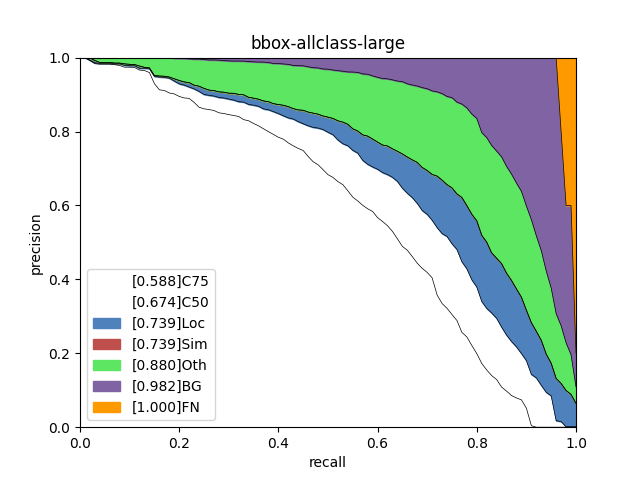 bbox-allclass-large
precision
1.0
0.8
0.6
0.4
0.2
0.0
[0.588]C75
[0.674]C50
[0.739]Loc
[0.739]Sim
[0.880]Oth
[0.982]BG
[1.000]FN
0.0 0.2 0.4 0.6 0.8 1.0
recall